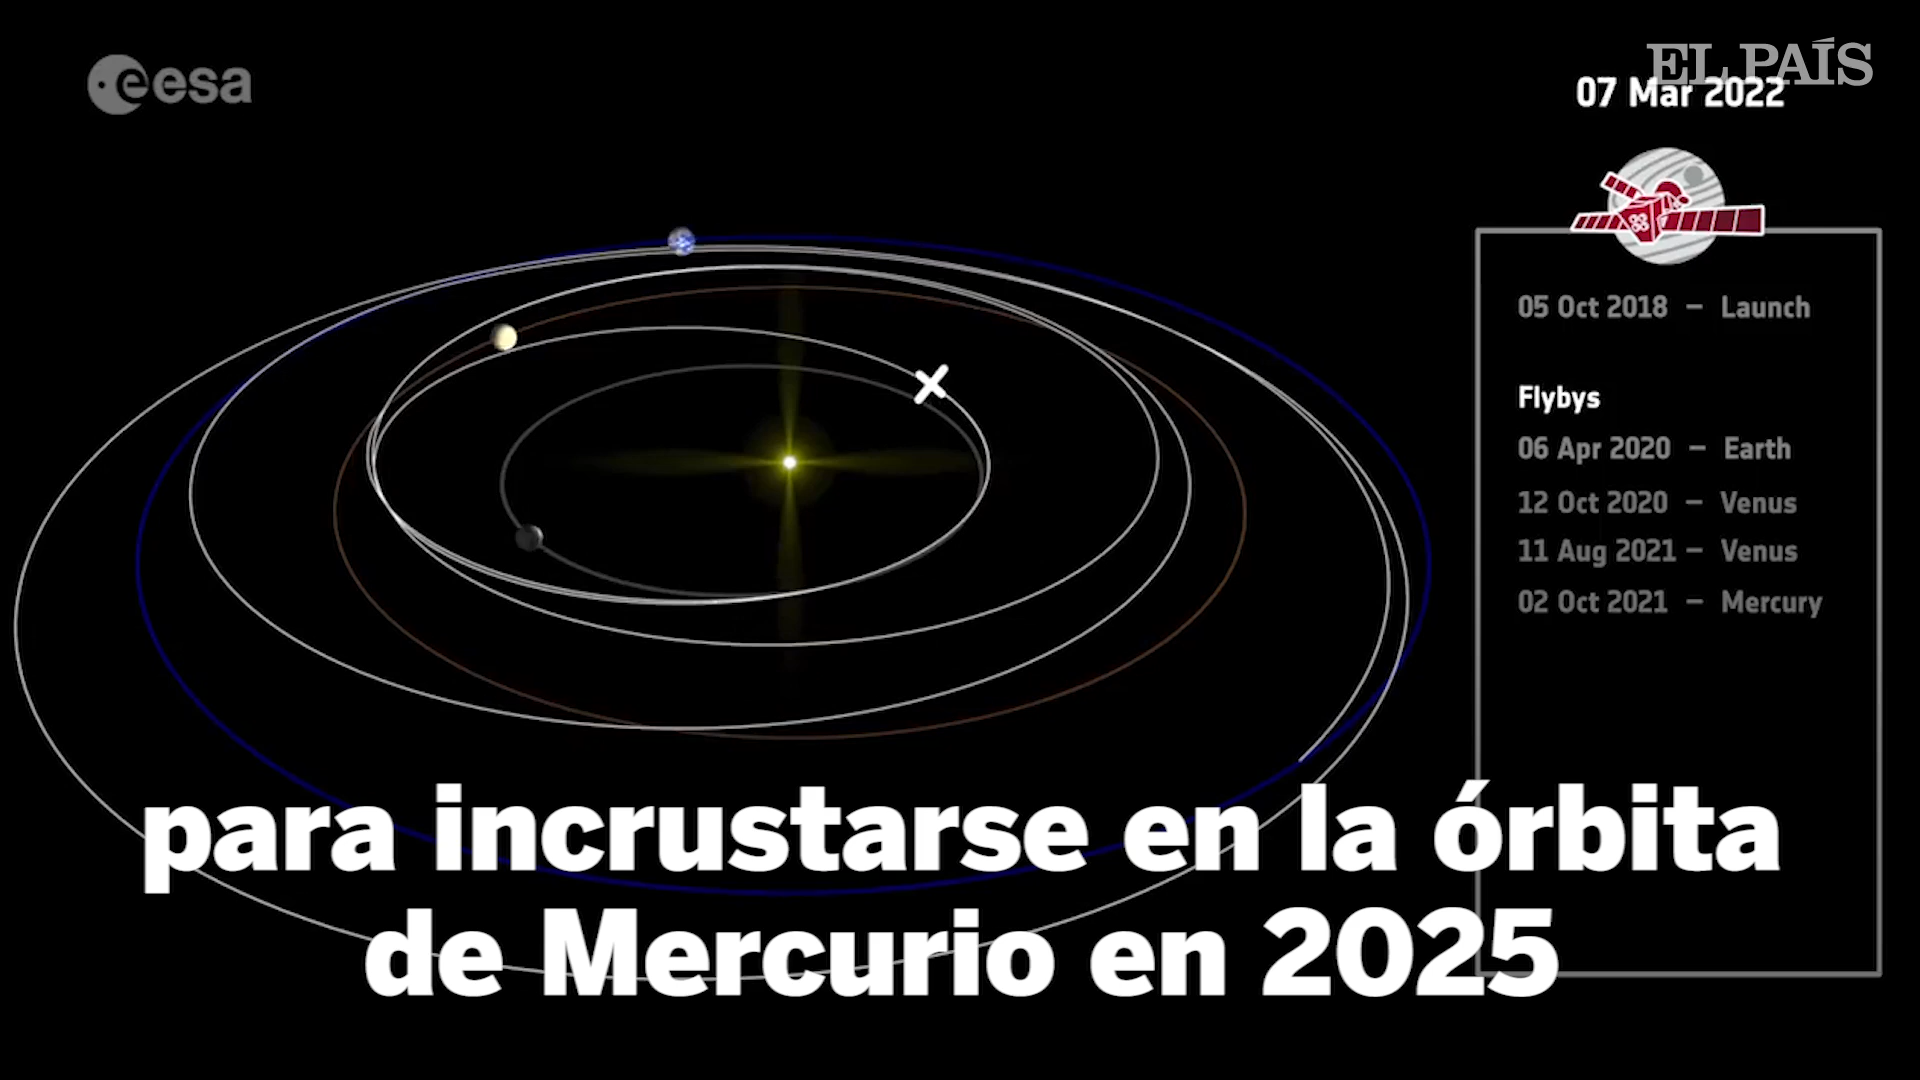 esa
EL PAÍS
07 Mar 2022
05 Oct 2018 – Launch
Flybys
06 Apr 2020 – Earth
12 Oct 2020 – Venus
11 Aug 2021 – Venus
02 Oct 2021 – Mercury
para incrustarse en la órbita
de Mercurio en 2025